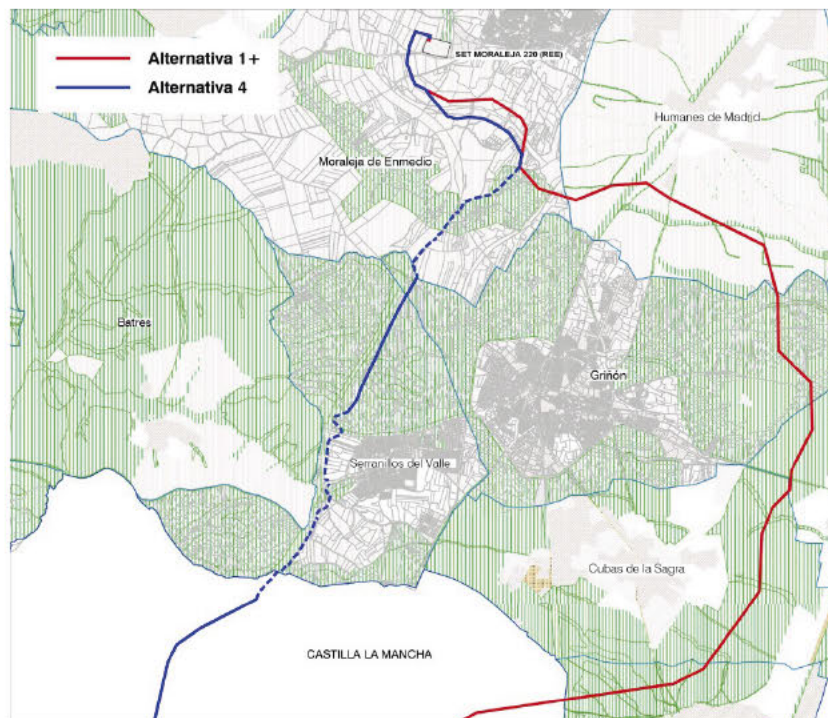 Alternativa 1+
Alternativa 4
SET MORALEJA 220 (REE)
Humanes de Madrid
Moraleja de Enmedio
Batres
Griñón
Serranillos del Valle
Cubas de la Sagra
CASTILLA LA MANCHA